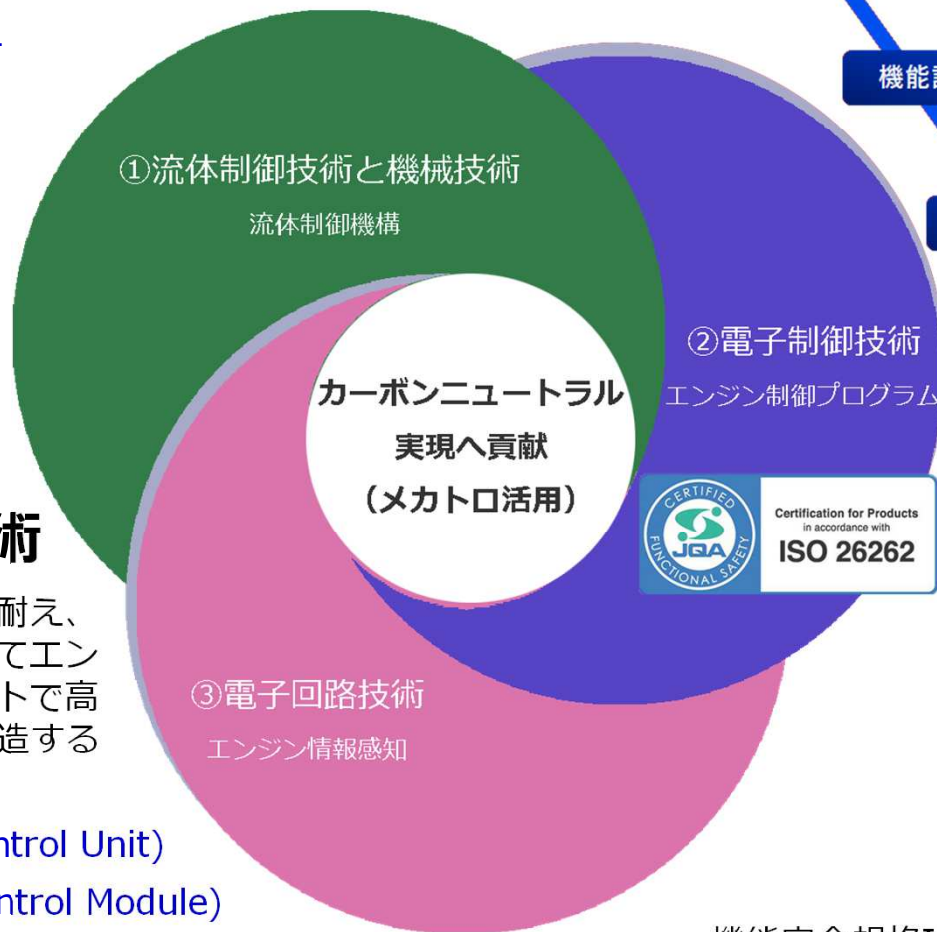 機能
①流体制御技術と機械技術
流体制御機構
②電子制御技術
エンジン制御プログラム
カーボンニュートラル
実現へ貢献
(メカトロ活用)
CERTIFIED
JQA
FUNCTIONAL SAFETY
Certification for Products
in accordance with
ISO 26262
術
耐え、
てエン
トで高
造する
③電子回路技術
エンジン情報感知
ntrol Unit)
ntrol Module)